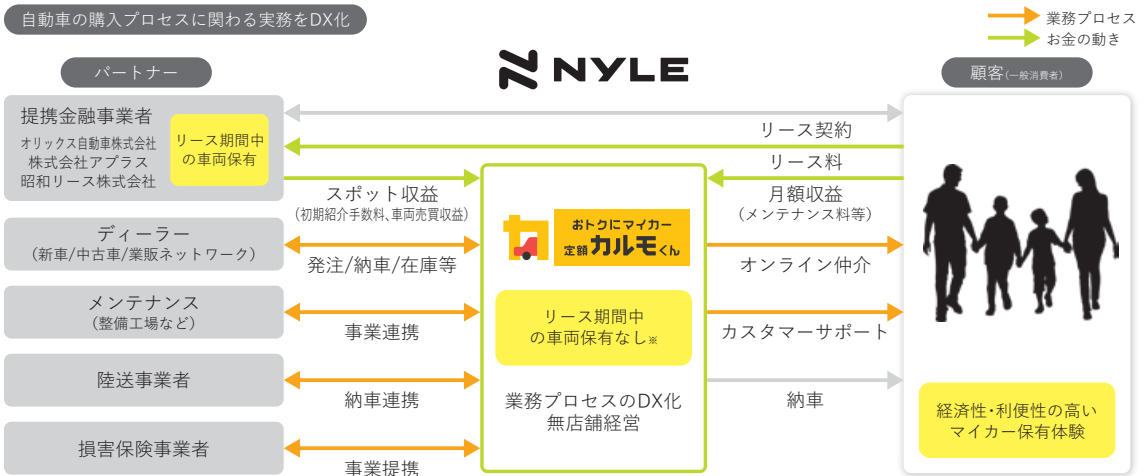 自動車の購入プロセスに関わる実務をDX化
業務プロセス
お金の動き
パートナー
NYLE
顧客(一般消費者)
提携金融事業者
オリックス自動車株式会社
株式会社アプラス
昭和リース株式会社
リース期間中
の車両保有
リース契約
リース料
スポット収益
(初期紹介手数料、車両売買収益)
月額収益
(メンテナンス料等)
ディーラー
(新車/中古車/業販ネットワーク)
発注/納車/在庫等
カ
おトクにマイカー
定額カルモくん
オンライン仲介
メンテナンス
(整備工場など)
事業連携
リース期間中
の車両保有なし※
カスタマーサポート
陸送事業者
納車連携
業務プロセスのDX化
無店舗経営
納車
経済性・利便性の高い
マイカー保有体験
損害保険事業者
事業提携